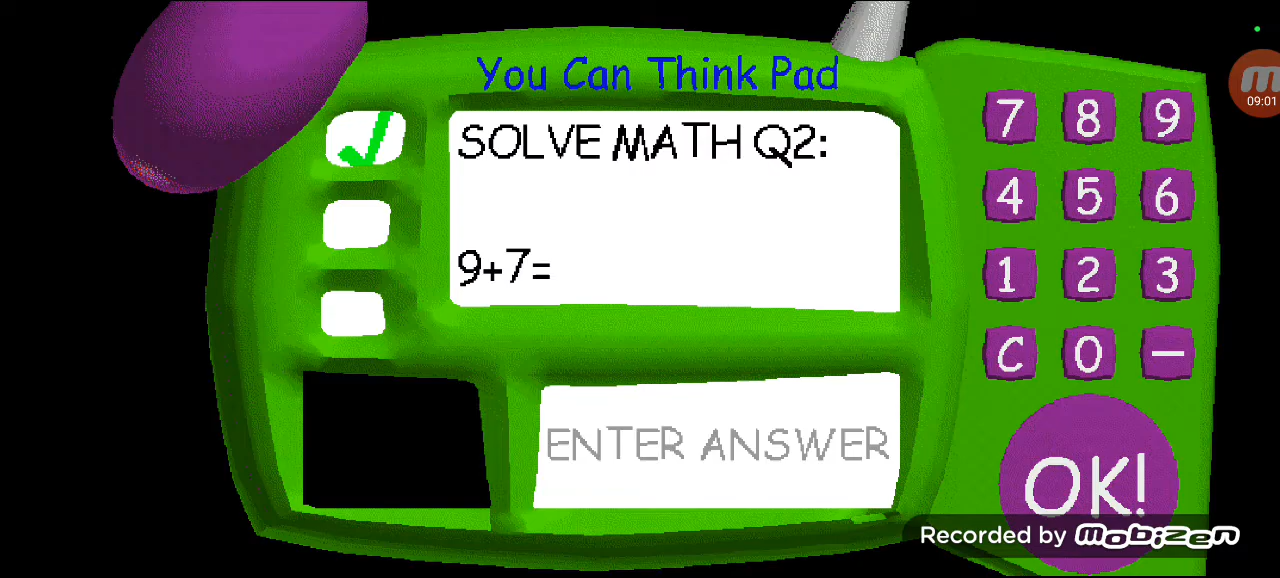 You Can Think Pad
SOLVE MATH Q2:
9+7=
ENTER ANSWER
7 8 9
4 5 6
1 2 3
C 0 —
OK!
09:01
Recorded by mobizen